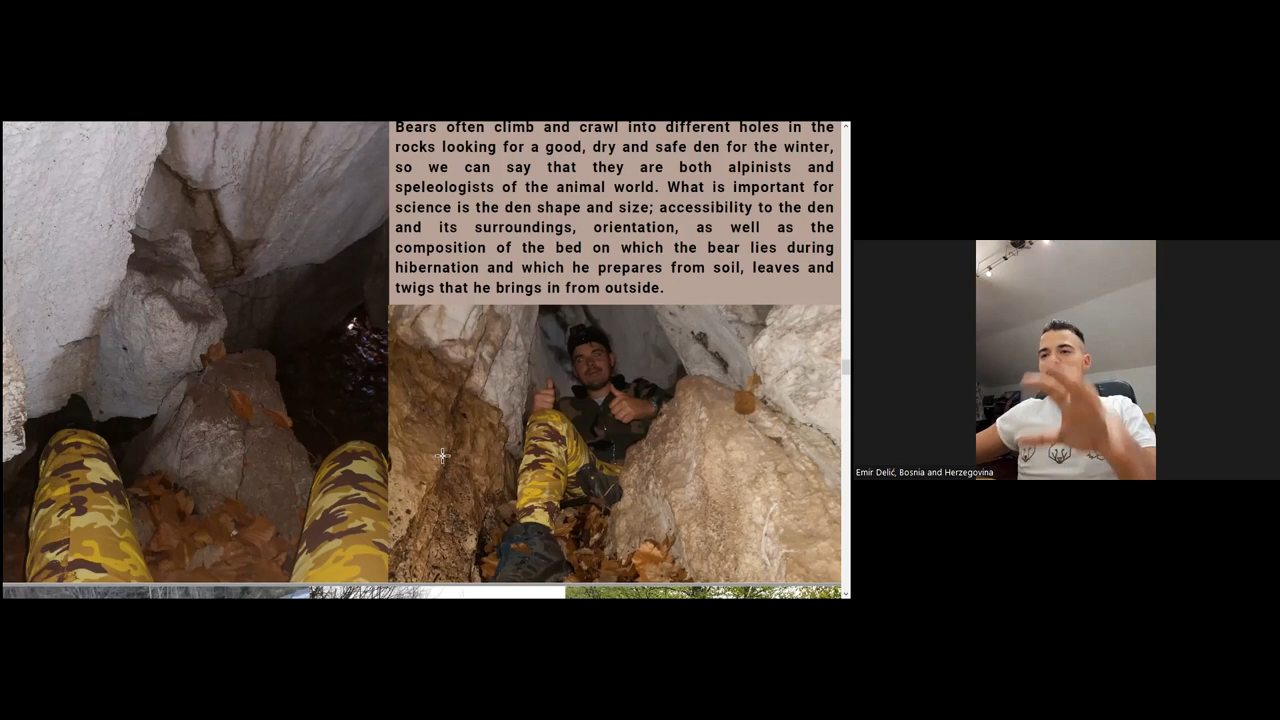 Bears often climb and crawl into different holes in the
rocks looking for a good, dry and safe den for the winter,
so we can say that they are both alpinists and
speleologists of the animal world. What is important for
science is the den shape and size; accessibility to the den
and its surroundings, orientation, as well as the
composition of the bed on which the bear lies during
hibernation and which he prepares from soil, leaves and
twigs that he brings in from outside.
Emir Delić, Bosnia and Herzegovina